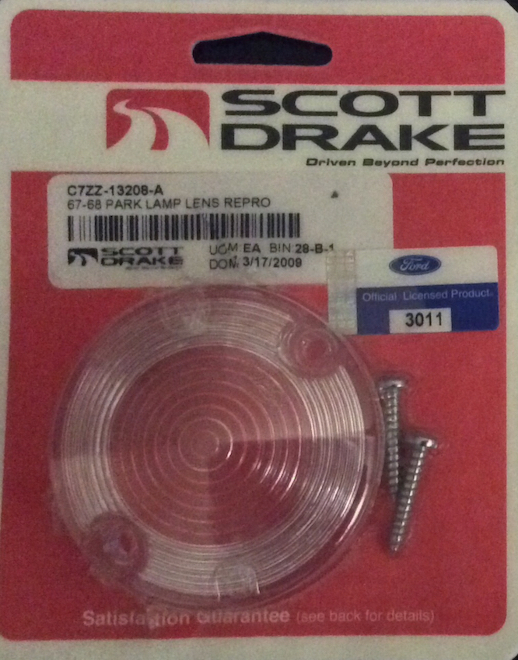 SCOTT
DRAKE
Driven Beyond Perfection
C7ZZ-13208-A
67-68 PARK LAMP LENS REPRO
SCOTT
DRAKE
UOM EA BIN 28-B-1
DOM 3/17/2009
Ford
Official Licensed Product.
3011
Satisfaction Guarantee (see back for details)